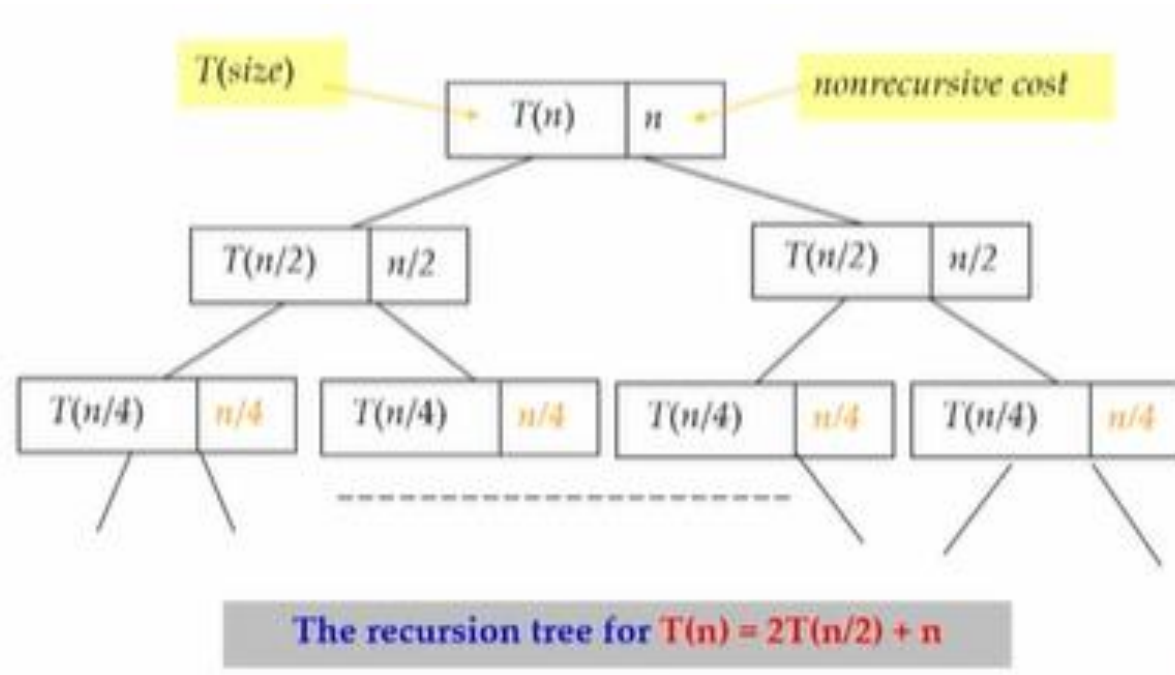 T(size)
nonrecursive cost
T(n) n
T(n/2) n/2
T(n/2) n/2
T(n/4) n/4
T(n/4) n/4
T(n/4) n/4
T(n/4) n/4
The recursion tree for T(n) = 2T(n/2) + n